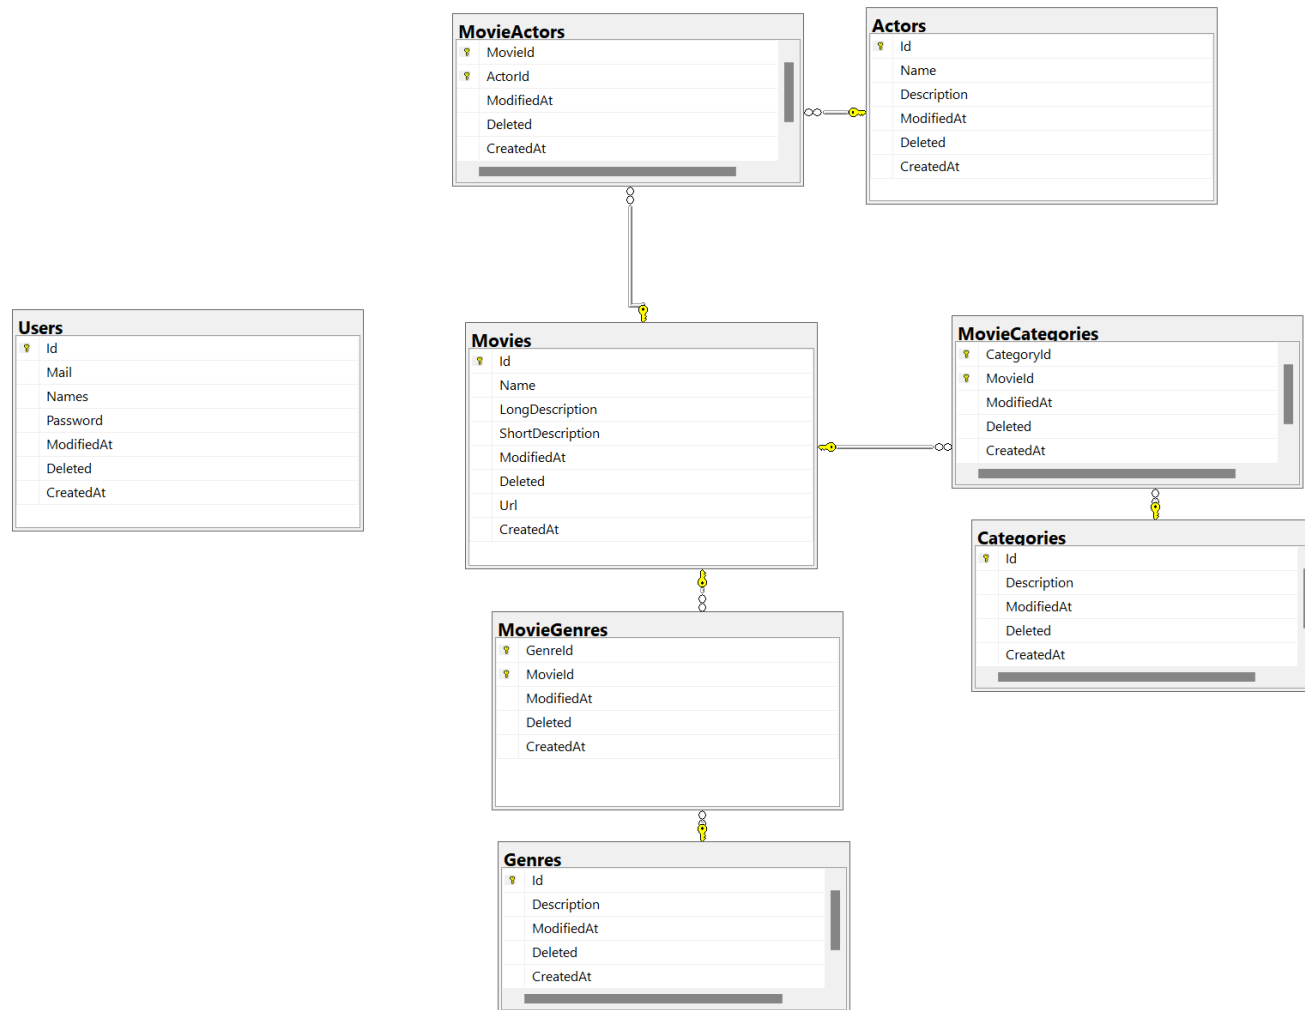 MovieActors
MovieId
ActorId
ModifiedAt
Deleted
CreatedAt
Actors
Id
Name
Description
ModifiedAt
Deleted
CreatedAt
Users
Id
Mail
Names
Password
ModifiedAt
Deleted
CreatedAt
Movies
Id
Name
LongDescription
ShortDescription
ModifiedAt
Deleted
Url
CreatedAt
MovieCategories
CategoryId
MovieId
ModifiedAt
Deleted
CreatedAt
Categories
Id
Description
ModifiedAt
Deleted
CreatedAt
MovieGenres
GenreId
MovieId
ModifiedAt
Deleted
CreatedAt
Genres
Id
Description
ModifiedAt
Deleted
CreatedAt